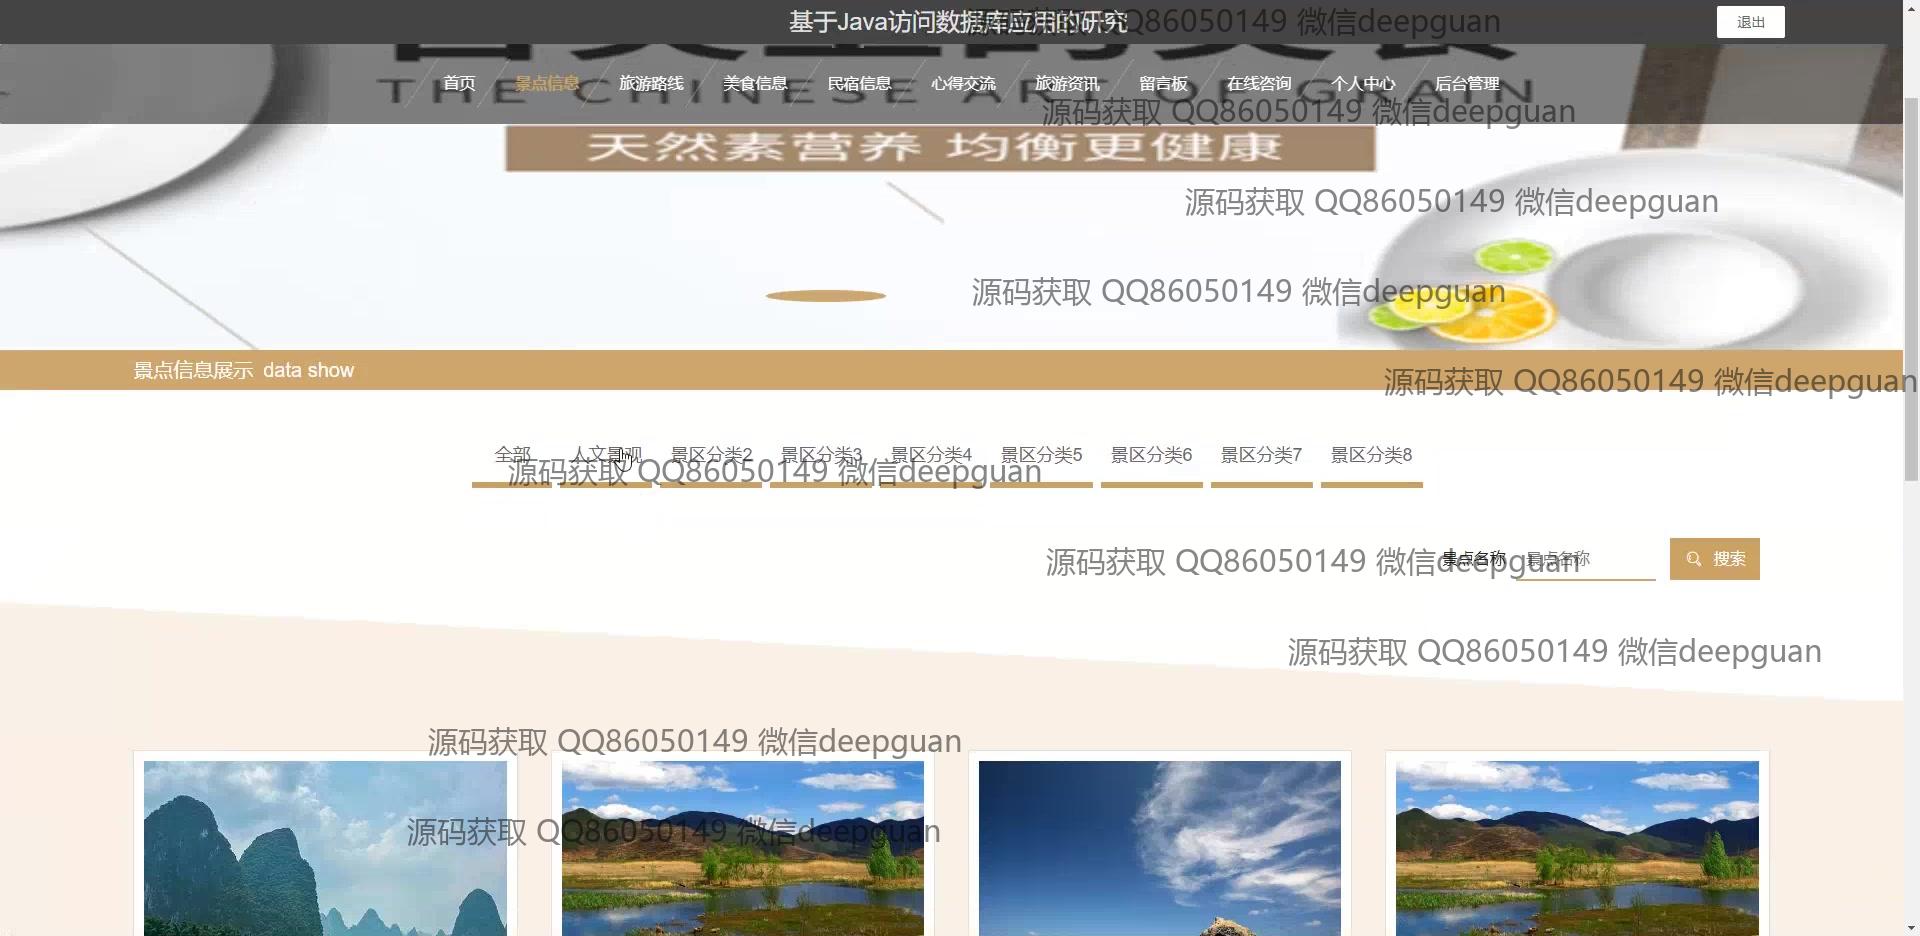 基于Java访问数据库应用的研究
源码获取 QQ86050149 微信deepguan
退出
首页 景点信息 旅游路线 美食信息 民宿信息 心得交流 旅游资讯 留言板 在线咨询 个人中心 后台管理
THE CHINESE ART OF GRAIN
源码获取 QQ86050149 微信deepguan
天然素营养 均衡更健康
源码获取 QQ86050149 微信deepguan
源码获取 QQ86050149 微信deepguan
景点信息展示 data show
源码获取 QQ86050149 微信deepguan
全部 人文景观 景区分类2 景区分类3 景区分类4 景区分类5 景区分类6 景区分类7 景区分类8
源码获取 QQ86050149 微信deepguan
景点名称 景点名称 搜索
源码获取 QQ86050149 微信deepguan
源码获取 QQ86050149 微信deepguan
源码获取 QQ86050149 微信deepguan
源码获取 QQ86050149 微信deepguan